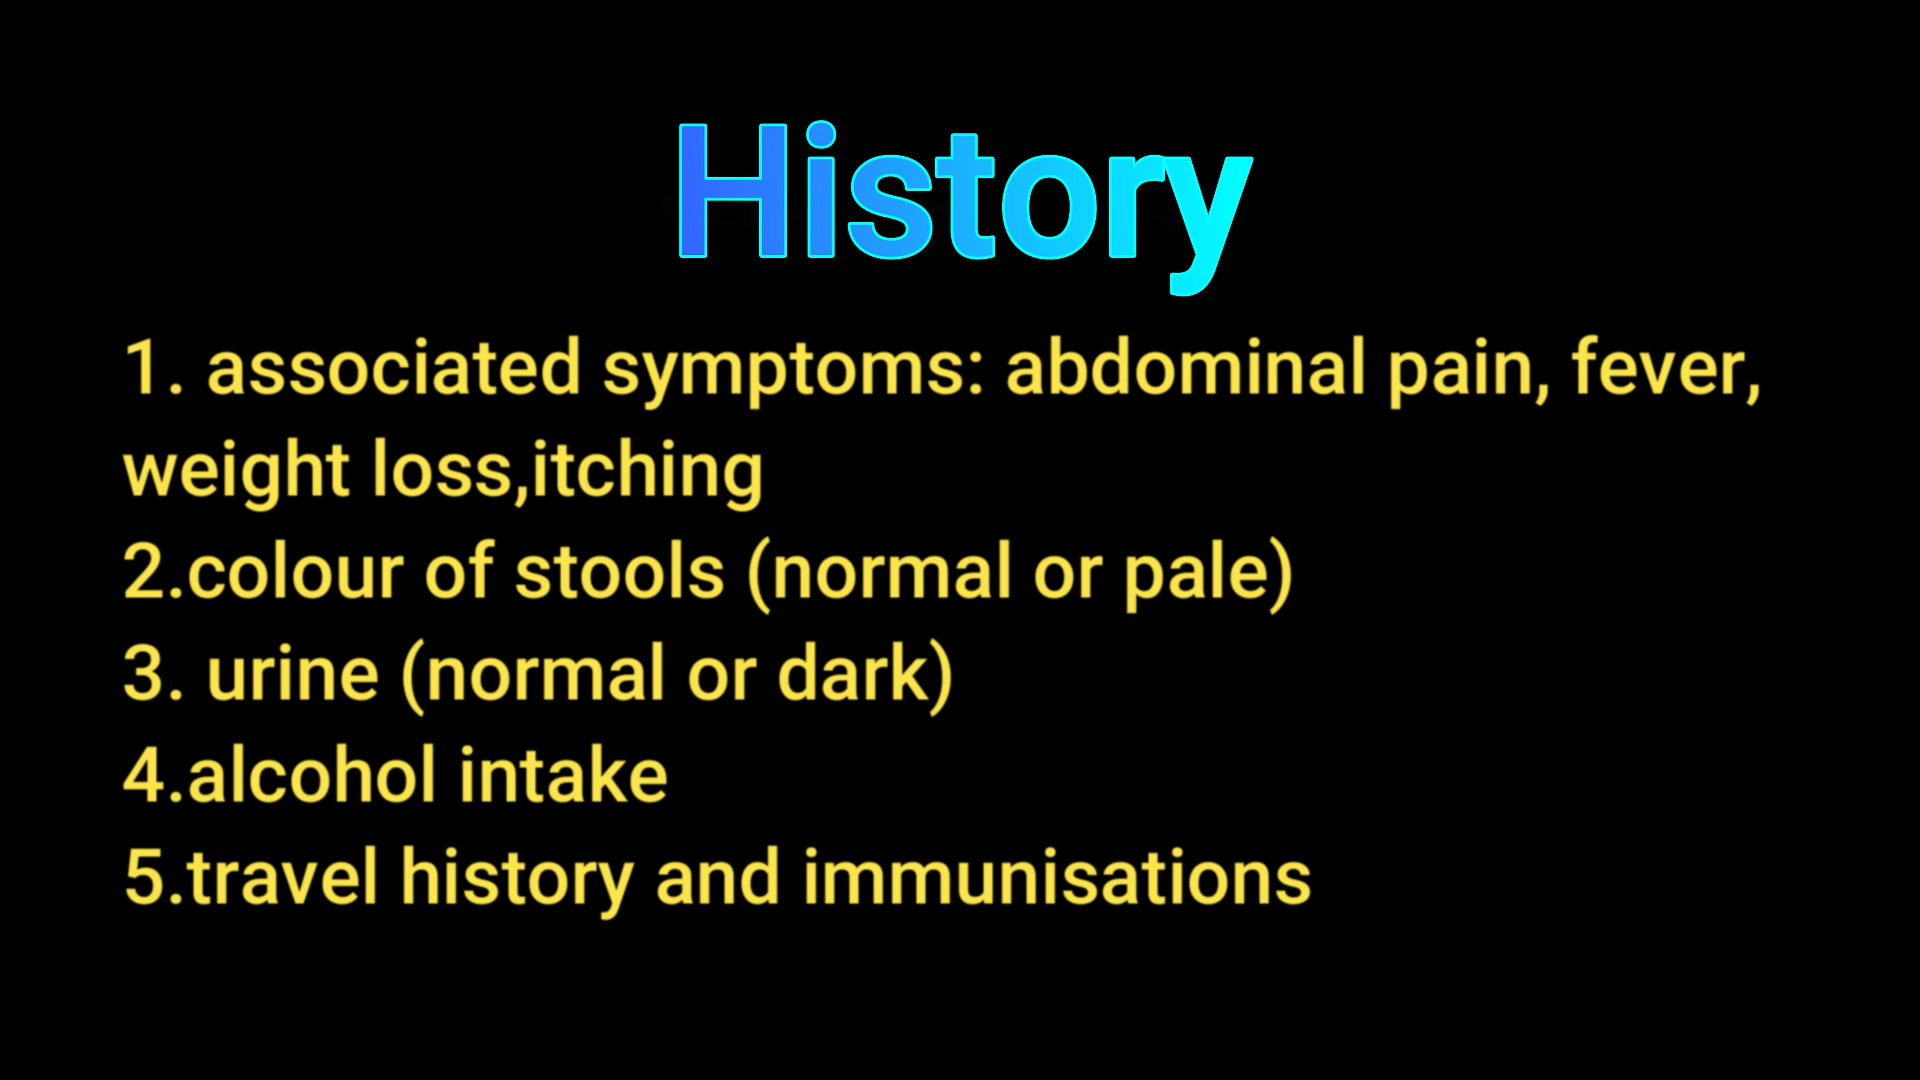 History
1. associated symptoms: abdominal pain, fever,
weight loss,itching
2.colour of stools (normal or pale)
3. urine (normal or dark)
4.alcohol intake
5.travel history and immunisations